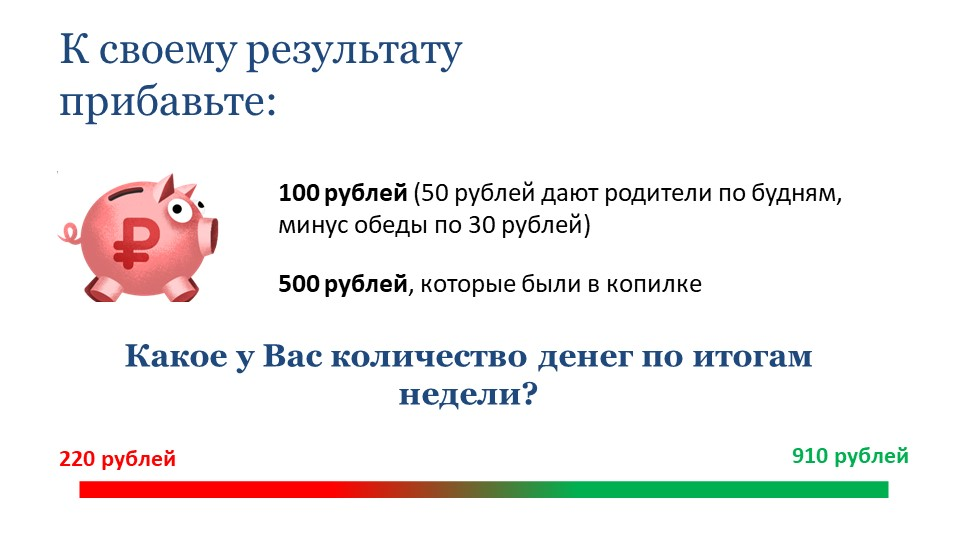 К своему результату
прибавьте:
100 рублей (50 рублей дают родители по будням,
минус обеды по 30 рублей)
500 рублей, которые были в копилке
Какое у Вас количество денег по итогам
недели?
220 рублей
910 рублей